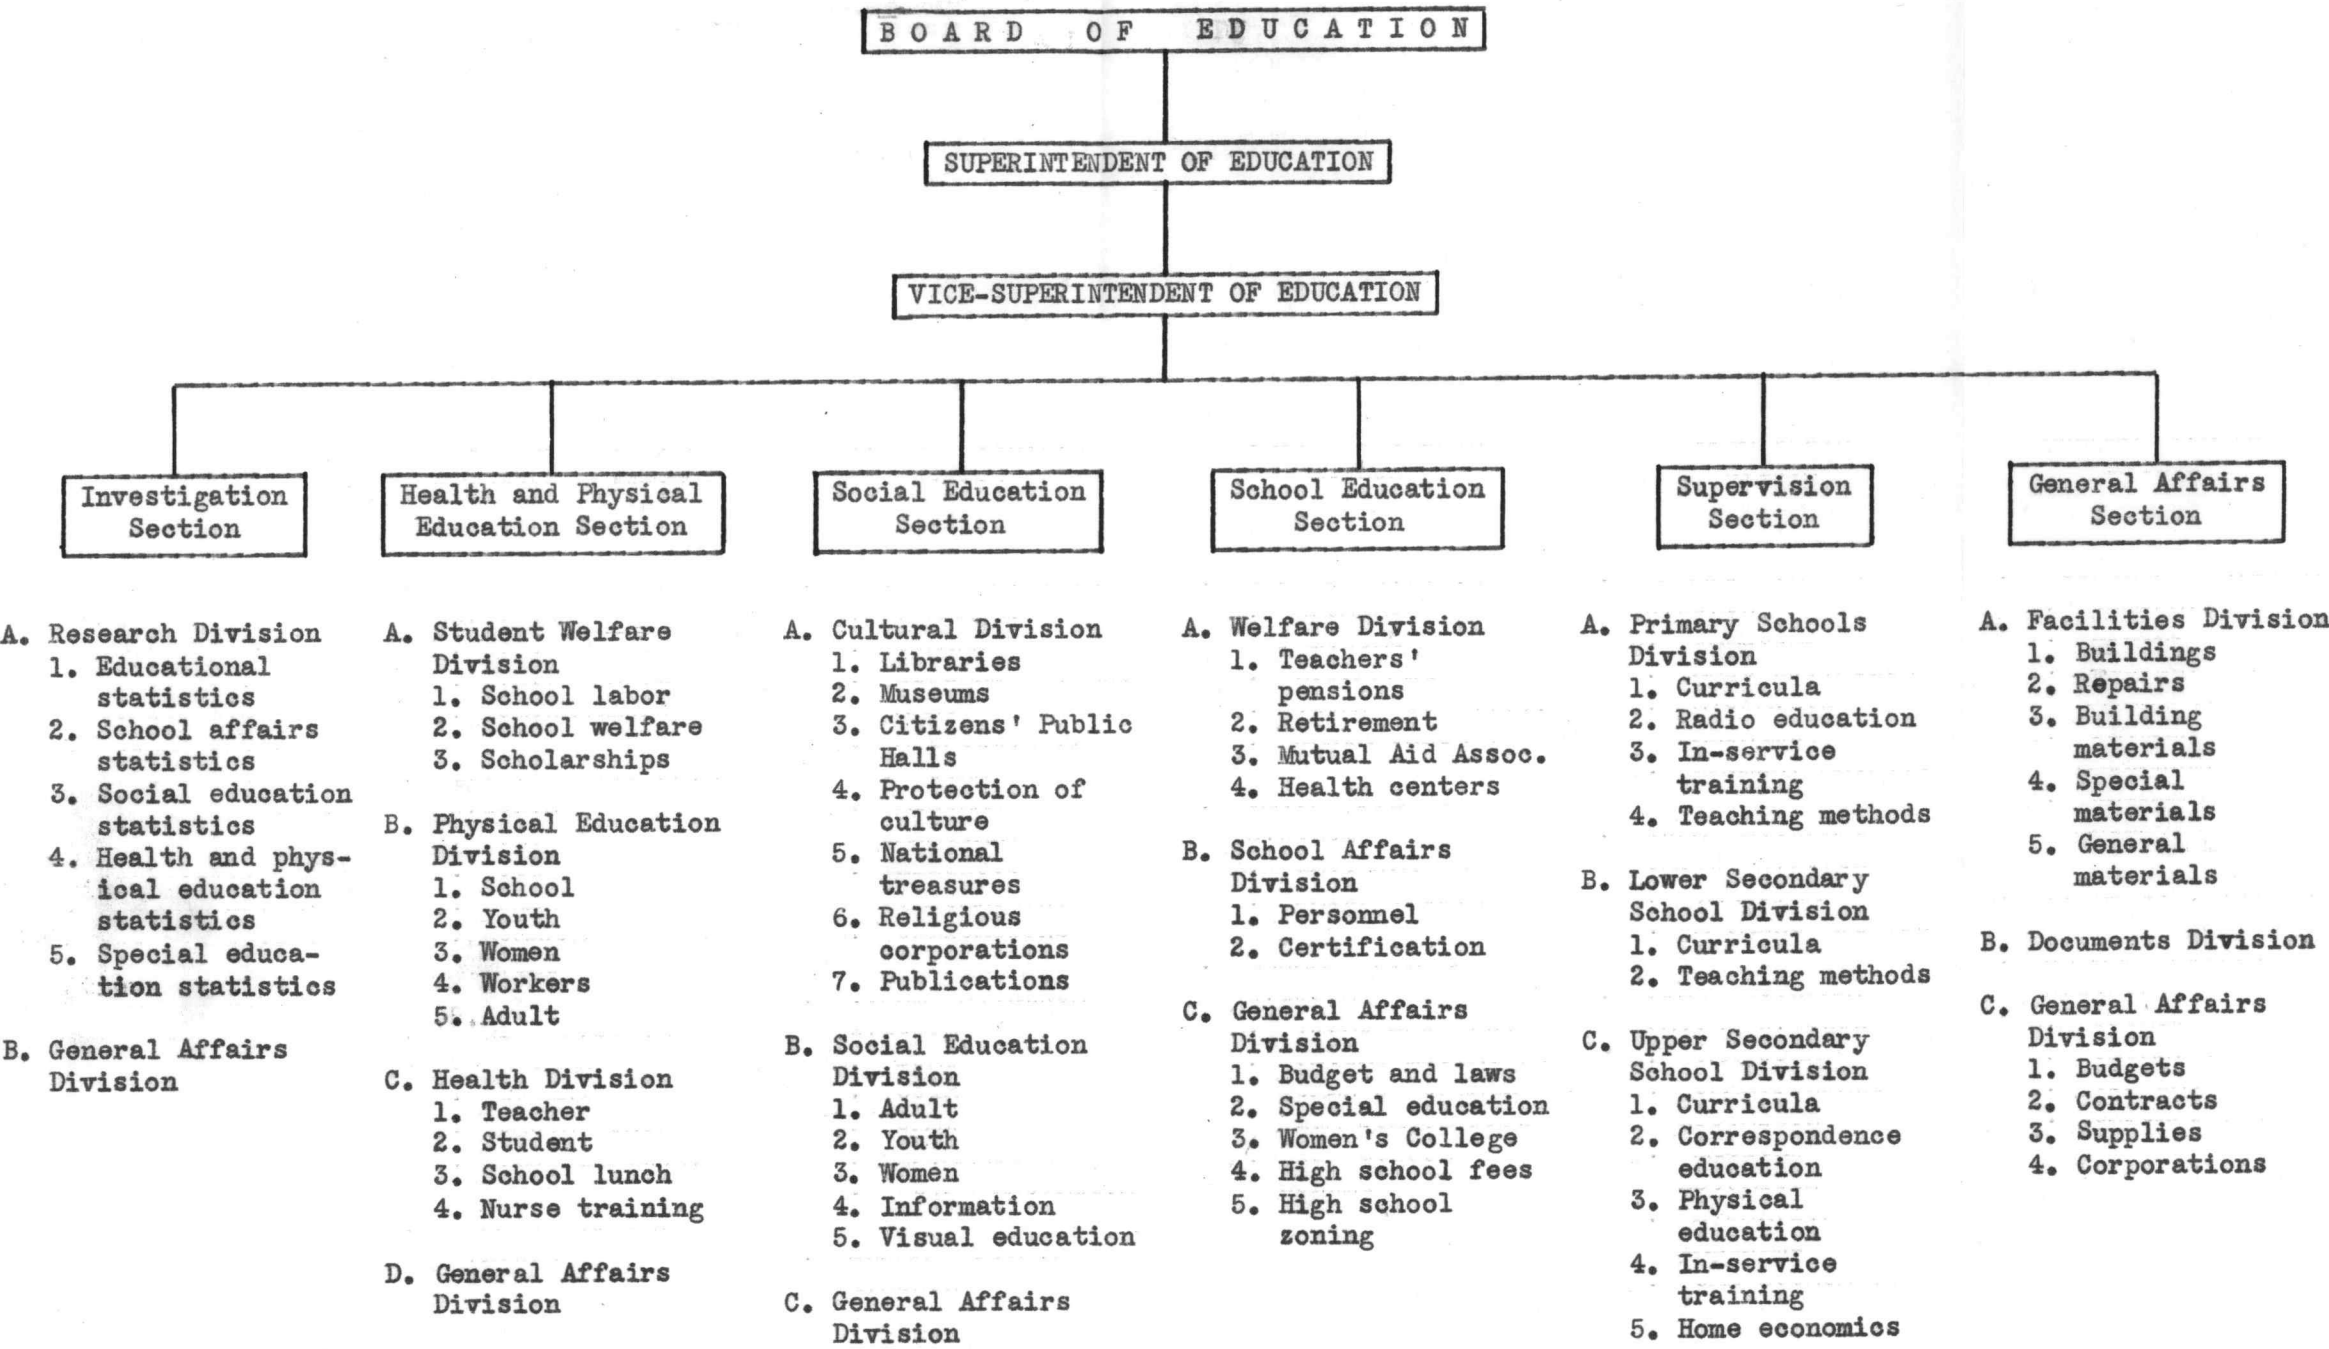 BOARD OF EDUCATION
SUPERINTENDENT OF EDUCATION
VICE-SUPERINTENDENT OF EDUCATION
Investigation
Section
Health and Physical
Education Section
Social Education
Section
School Education
Section
Supervision
Section
General Affairs
Section
A. Research Division
1. Educational
statistics
2. School affairs
statistics
3. Social education
statistics
4. Health and phys-
ical education
statistics
5. Special educa-
tion statistics
B. General Affairs
Division
A. Student Welfare
Division
1. School labor
2. School welfare
3. Scholarships
B. Physical Education
Division
1. School
2. Youth
3. Women
4. Workers
5. Adult
C. Health Division
1. Teacher
2. Student
3. School lunch
4. Nurse training
D. General Affairs
Division
A. Cultural Division
1. Libraries
2. Museums
3. Citizens' Public
Halls
4. Protection of
culture
5. National
treasures
6. Religious
corporations
7. Publications
B. Social Education
Division
1. Adult
2. Youth
3. Women
4. Information
5. Visual education
C. General Affairs
Division
A. Welfare Division
1. Teachers'
pensions
2. Retirement
3. Mutual Aid Assoc.
4. Health centers
B. School Affairs
Division
1. Personnel
2. Certification
C. General Affairs
Division
1. Budget and laws
2. Special education
3. Women's College
4. High school fees
5. High school
zoning
A. Primary Schools
Division
1. Curricula
2. Radio education
3. In-service
training
4. Teaching methods
B. Lower Secondary
School Division
1. Curricula
2. Teaching methods
C. Upper Secondary
School Division
1. Curricula
2. Correspondence
education
3. Physical
education
4. In-service
training
5. Home economics
A. Facilities Division
1. Buildings
2. Repairs
3. Building
materials
4. Special
materials
5. General
materials
B. Documents Division
C. General Affairs
Division
1. Budgets
2. Contracts
3. Supplies
4. Corporations